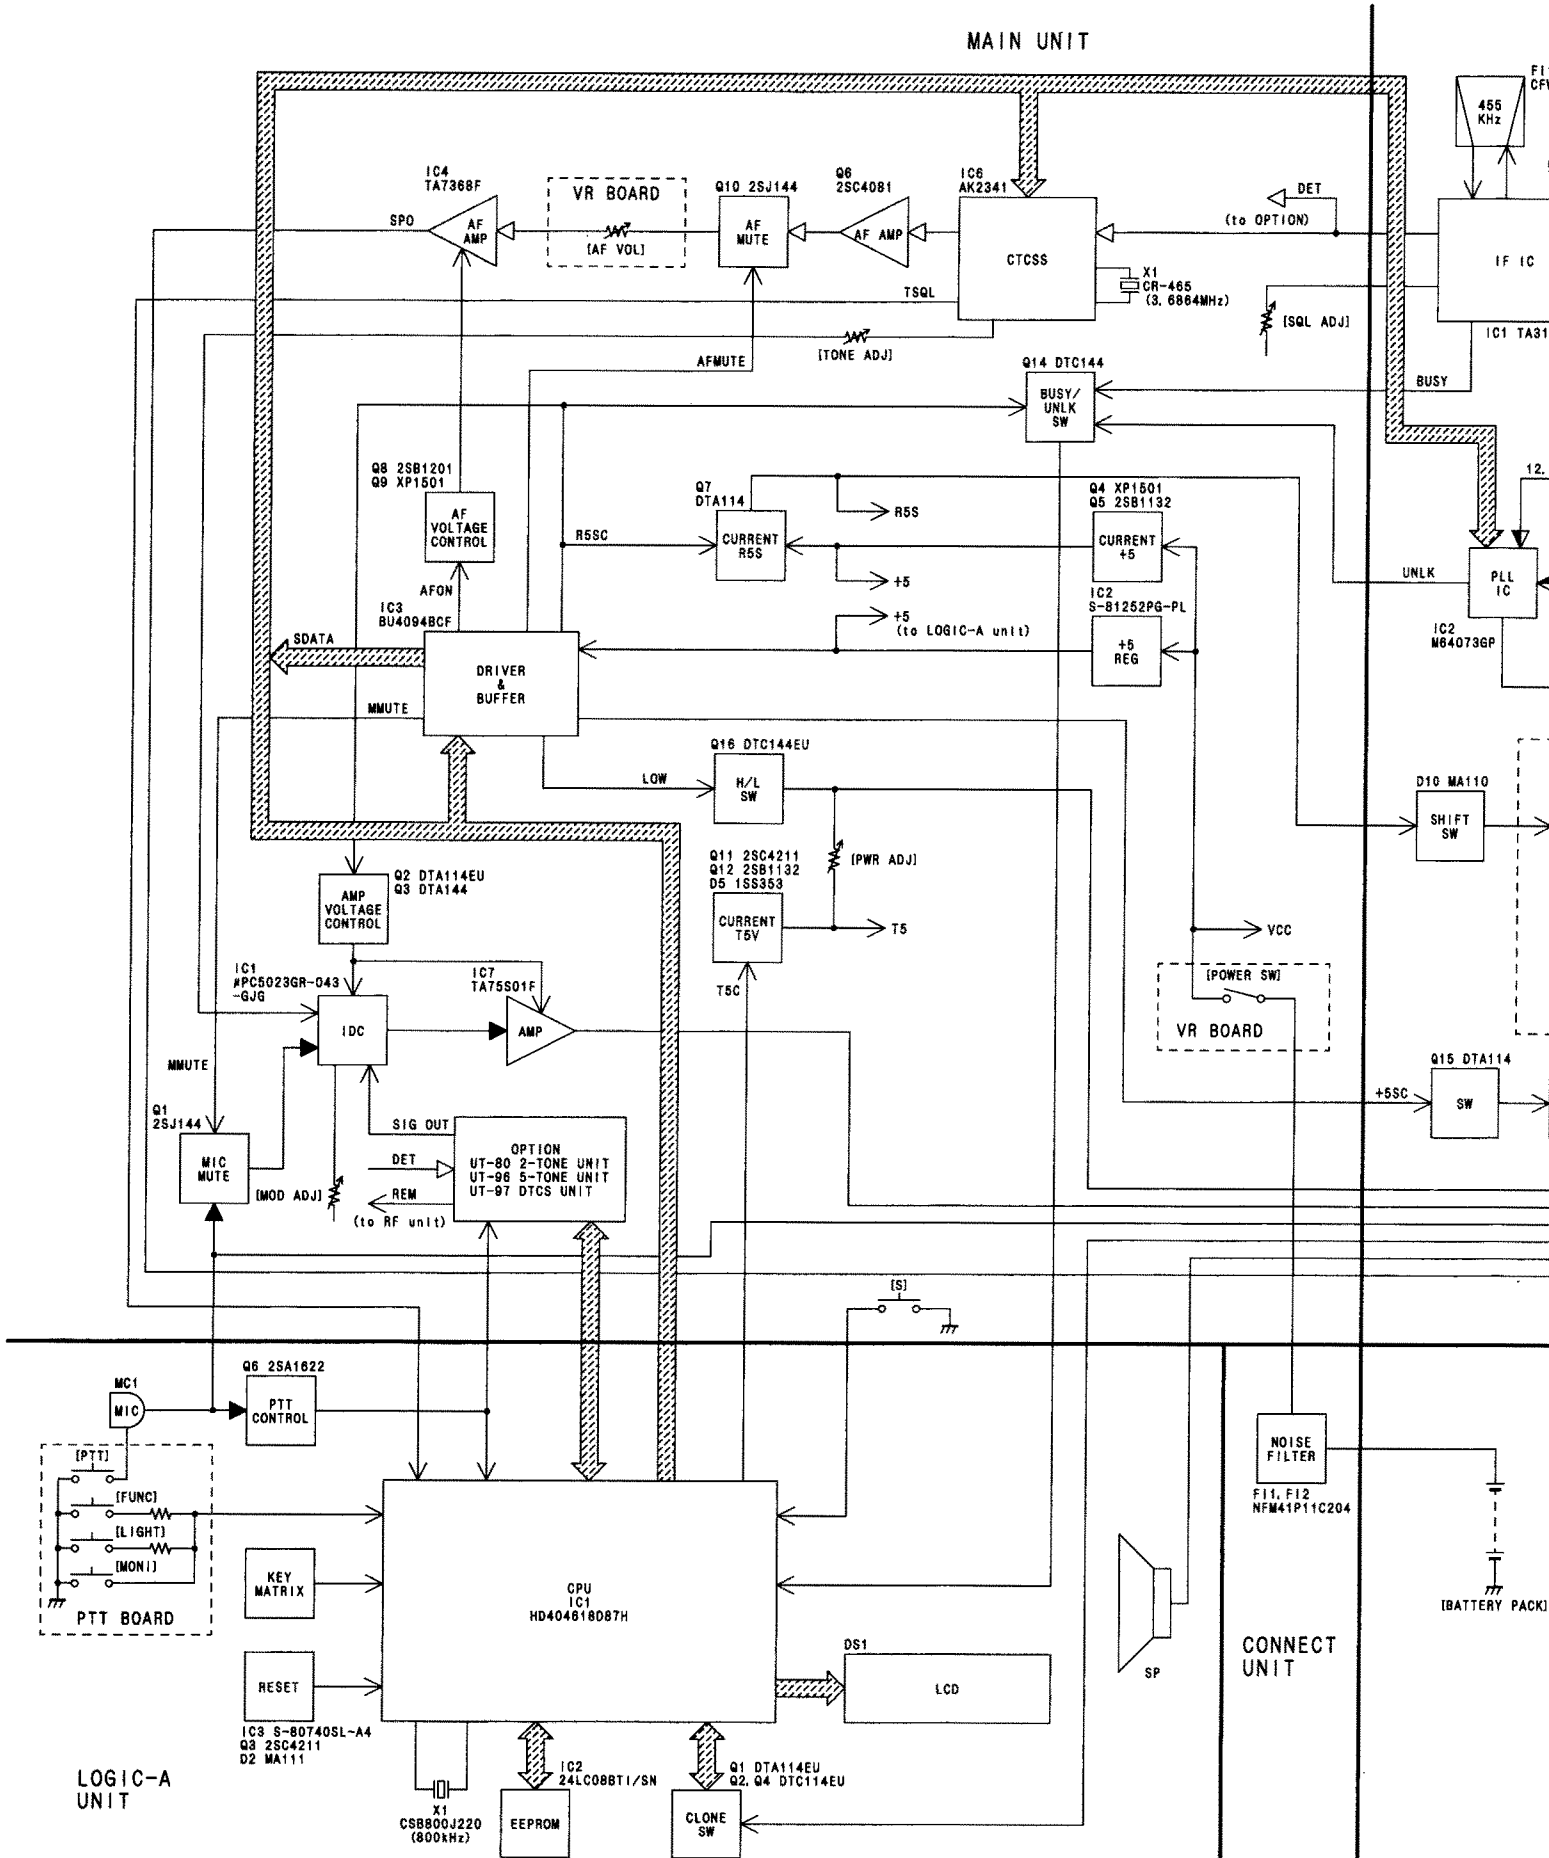 MAIN UNIT
FI
CFW
455
KHz
IC4
TA7368F
VR BOARD
Q10 2SJ144
Q6
2SC4081
IC6
AK2341
DET
SPO
AF
AMP
[AF VOL]
AF
MUTE
AF AMP
CTCSS
(to OPTION)
IF IC
X1
CR-465
(3.6864MHz)
TSQL
[SQL ADJ]
IC1 TA31
[TONE ADJ]
AFMUTE
Q14 DTC144
BUSY
BUSY/
UNLK
SW
Q8 2SB1201
Q9 XP1501
AF
VOLTAGE
CONTROL
Q7
DTA114
Q4 XP1501
Q5 2SB1132
12.
R5S
R5SC
CURRENT
R5S
CURRENT
+5
+5
UNLK
PLL
IC
AFON
IC3
BU4094BCF
IC2
S-81252PG-PL
+5
(to LOGIC-A unit)
IC2
M64073GP
SDATA
DRIVER
&
BUFFER
+5
REG
MMUTE
Q16 DTC144EU
LOW
H/L
SW
D10 MA110
SHIFT
SW
Q2 DTA114EU
Q3 DTA144
Q11 2SC4211
Q12 2SB1132
D5 1SS353
[PWR ADJ]
AMP
VOLTAGE
CONTROL
CURRENT
T5V
T5
VCC
IC1
μPC5023GR-043
-GJG
IC7
TA75S01F
T5C
[POWER SW]
VR BOARD
IDC
AMP
MMUTE
Q15 DTA114
+5SC
SW
Q1
2SJ144
SIG OUT
MIC
MUTE
DET
OPTION
UT-80 2-TONE UNIT
UT-96 5-TONE UNIT
UT-97 DTCS UNIT
[MOD ADJ]
REM
(to RF unit)
[S]
Q6 2SA1622
MC1
MIC
PTT
CONTROL
NOISE
FILTER
[PTT]
[FUNC]
[LIGHT]
[MONI]
PTT BOARD
FI1, FI2
NFM41P11C204
KEY
MATRIX
CPU
IC1
HD404618D87H
[BATTERY PACK]
RESET
DS1
LCD
SP
CONNECT
UNIT
IC3 S-80740SL-A4
Q3 2SC4211
D2 MA111
LOGIC-A
UNIT
IC2
24LC08BTI/SN
Q1 DTA114EU
Q2, Q4 DTC114EU
X1
CSB800J220
(800kHz)
EEPROM
CLONE
SW